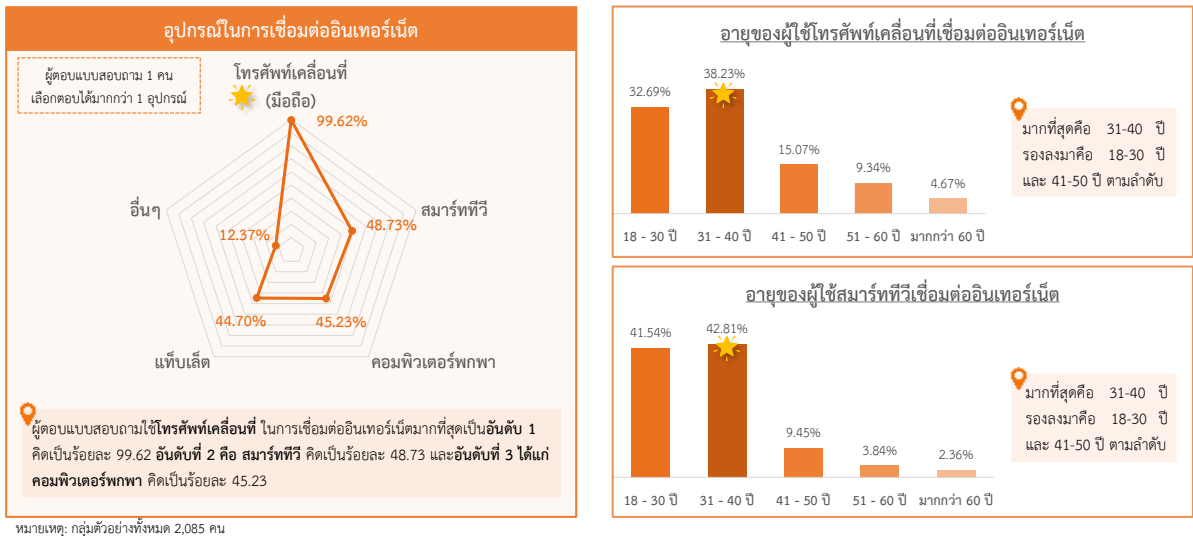 อุปกรณ์ในการเชื่อมต่ออินเทอร์เน็ต
ผู้ตอบแบบสอบถาม 1 คน
เลือกตอบได้มากกว่า 1 อุปกรณ์
โทรศัพท์เคลื่อนที่
(มือถือ)
99.62%
อื่นๆ
สมาร์ททีวี
12.37%
48.73%
44.70%
45.23%
แท็บเล็ต
คอมพิวเตอร์พกพา
ผู้ตอบแบบสอบถามใช้โทรศัพท์เคลื่อนที่ ในการเชื่อมต่ออินเทอร์เน็ตมากที่สุดเป็นอันดับ 1
คิดเป็นร้อยละ 99.62 อันดับที่ 2 คือ สมาร์ททีวี คิดเป็นร้อยละ 48.73 และอันดับที่ 3 ได้แก่
คอมพิวเตอร์พกพา คิดเป็นร้อยละ 45.23
หมายเหตุ: กลุ่มตัวอย่างทั้งหมด 2,085 คน
อายุของผู้ใช้โทรศัพท์เคลื่อนที่เชื่อมต่ออินเทอร์เน็ต
32.69%
38.23%
15.07%
9.34%
4.67%
18 - 30 ปี
31 - 40 ปี
41 - 50 ปี
51 - 60 ปี
มากกว่า 60 ปี
มากที่สุดคือ 31-40 ปี
รองลงมาคือ 18-30 ปี
และ 41-50 ปี ตามลำดับ
อายุของผู้ใช้สมาร์ททีวีเชื่อมต่ออินเทอร์เน็ต
41.54%
42.81%
9.45%
3.84%
2.36%
18 - 30 ปี
31 - 40 ปี
41 - 50 ปี
51 - 60 ปี
มากกว่า 60 ปี
มากที่สุดคือ 31-40 ปี
รองลงมาคือ 18-30 ปี
และ 41-50 ปี ตามลำดับ